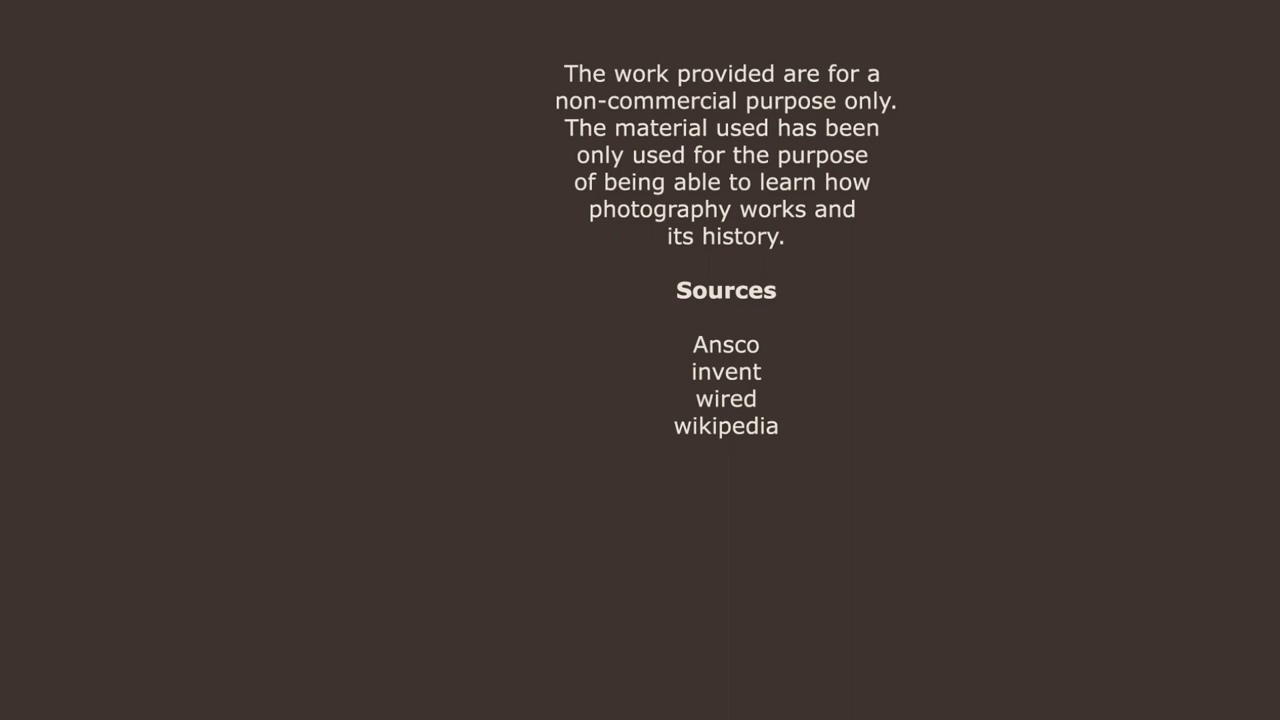 The work provided are for a
non-commercial purpose only.
The material used has been
only used for the purpose
of being able to learn how
photography works and
its history.
Sources
Ansco
invent
wired
wikipedia